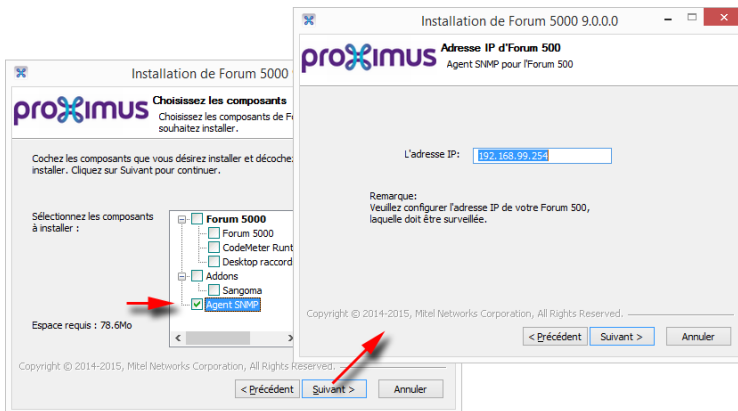 Installation de Forum 5000
proximus
Choisissez les composants
Choisissez les composants de
souhaitez installer.
Cochez les composants que vous désirez installer et
installer. Cliquez sur Suivant pour continuer.
Sélectionnez les composants
à installer :
Forum 5000
Forum 5000
CodeMeter
Desktop
Addons
Sangoma
Agent SNMP
Espace requis : 78.6Mo
Copyright © 2014-2015, Mitel Networks Corporation, All Rights Reserved.
< Précédent
Suivant >
Annuler
Installation de Forum 5000 9.0.0.0
proximus
Adresse IP d'Forum 500
Agent SNMP pour l'Forum 500
L'adresse IP:
192.168.99.254
Remarque:
Veuillez configurer l'adresse IP de votre Forum 500,
laquelle doit être surveillée.
Copyright © 2014-2015, Mitel Networks Corporation, All Rights Reserved.
< Précédent
Suivant >
Annuler